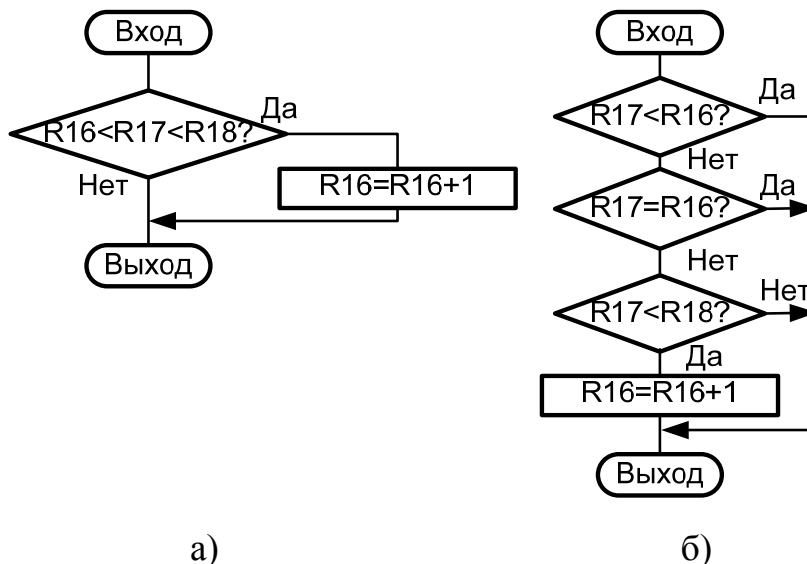 Вход
R16<R17<R18?
Да
Нет
R16=R16+1
Выход
а)
Вход
R17<R16?
Да
Нет
R17=R16?
Да
Нет
R17<R18?
Нет
Да
R16=R16+1
Выход
б)